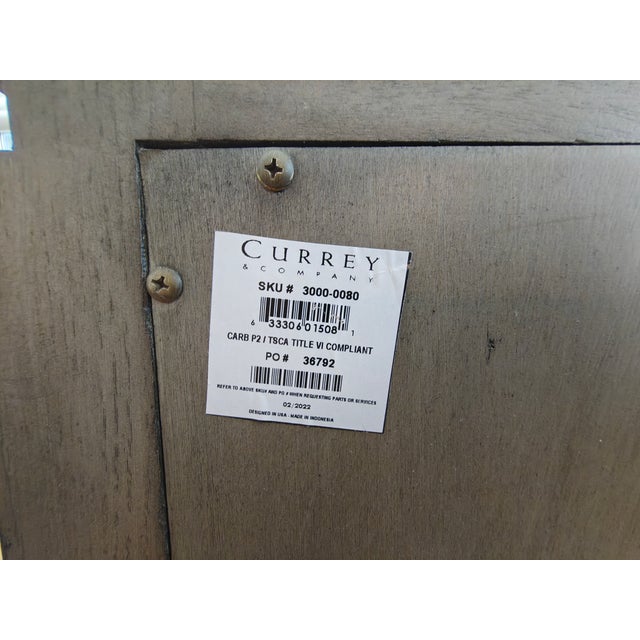 CURREY
& COMPANY
SKU # 3000-0080
6 33306 01508 1
CARB P2 / TSCA TITLE VI COMPLIANT
PO # 36792
REFER TO ABOVE SKU# AND PO # WHEN REQUESTING PARTS OR SERVICES
02/2022
DESIGNED IN USA - MADE IN INDONESIA